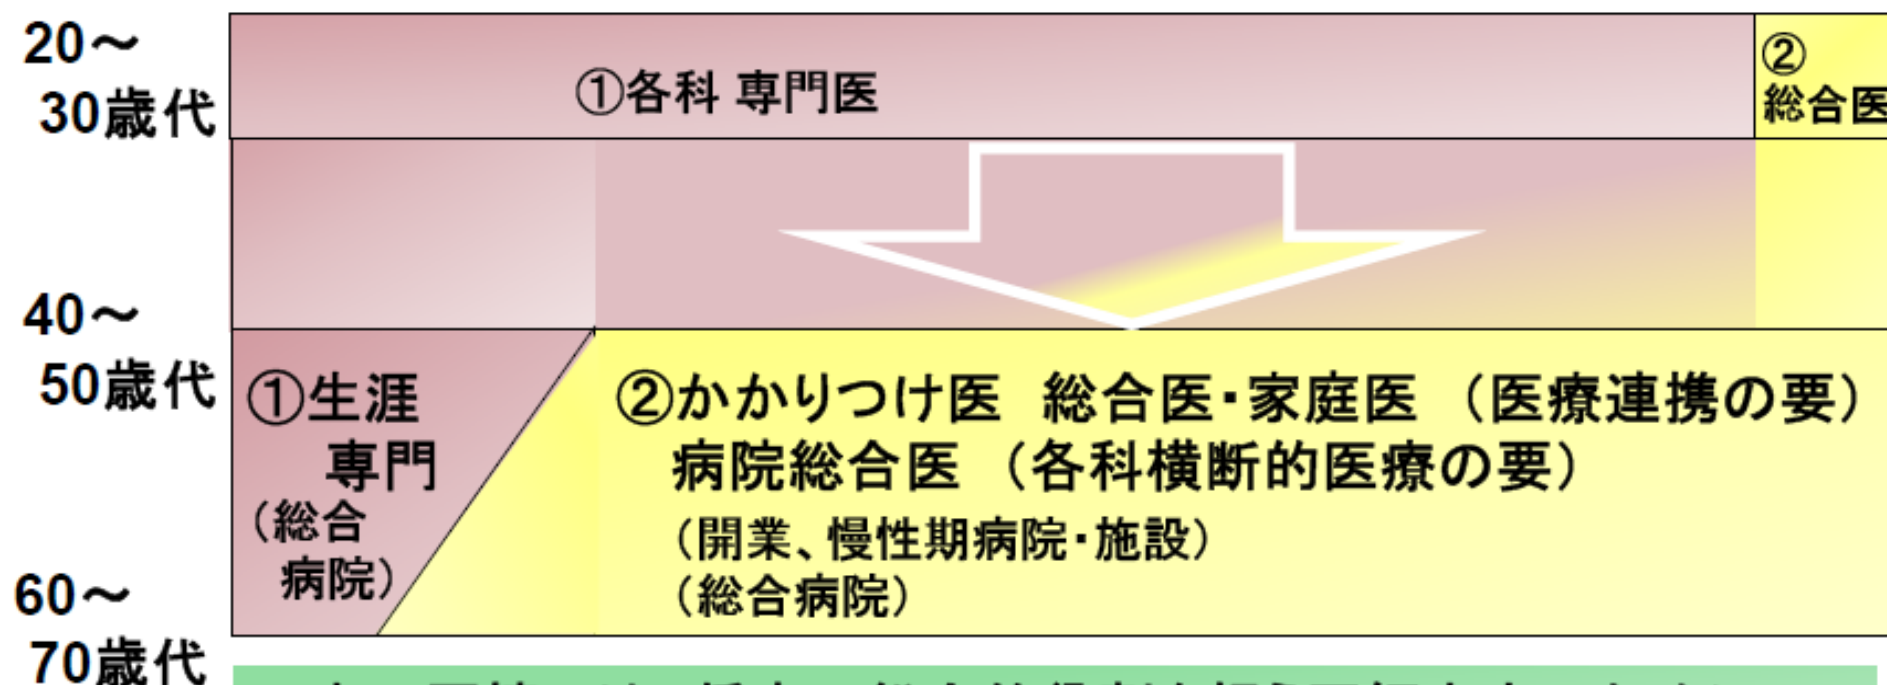 20～
30歳代
①各科 専門医
②
総合医
40～
50歳代
①生涯
専門
（総合
病院）
②かかりつけ医　総合医・家庭医　（医療連携の要）
病院総合医　（各科横断的医療の要）
（開業、慢性期病院・施設）
（総合病院）
60～
70歳代